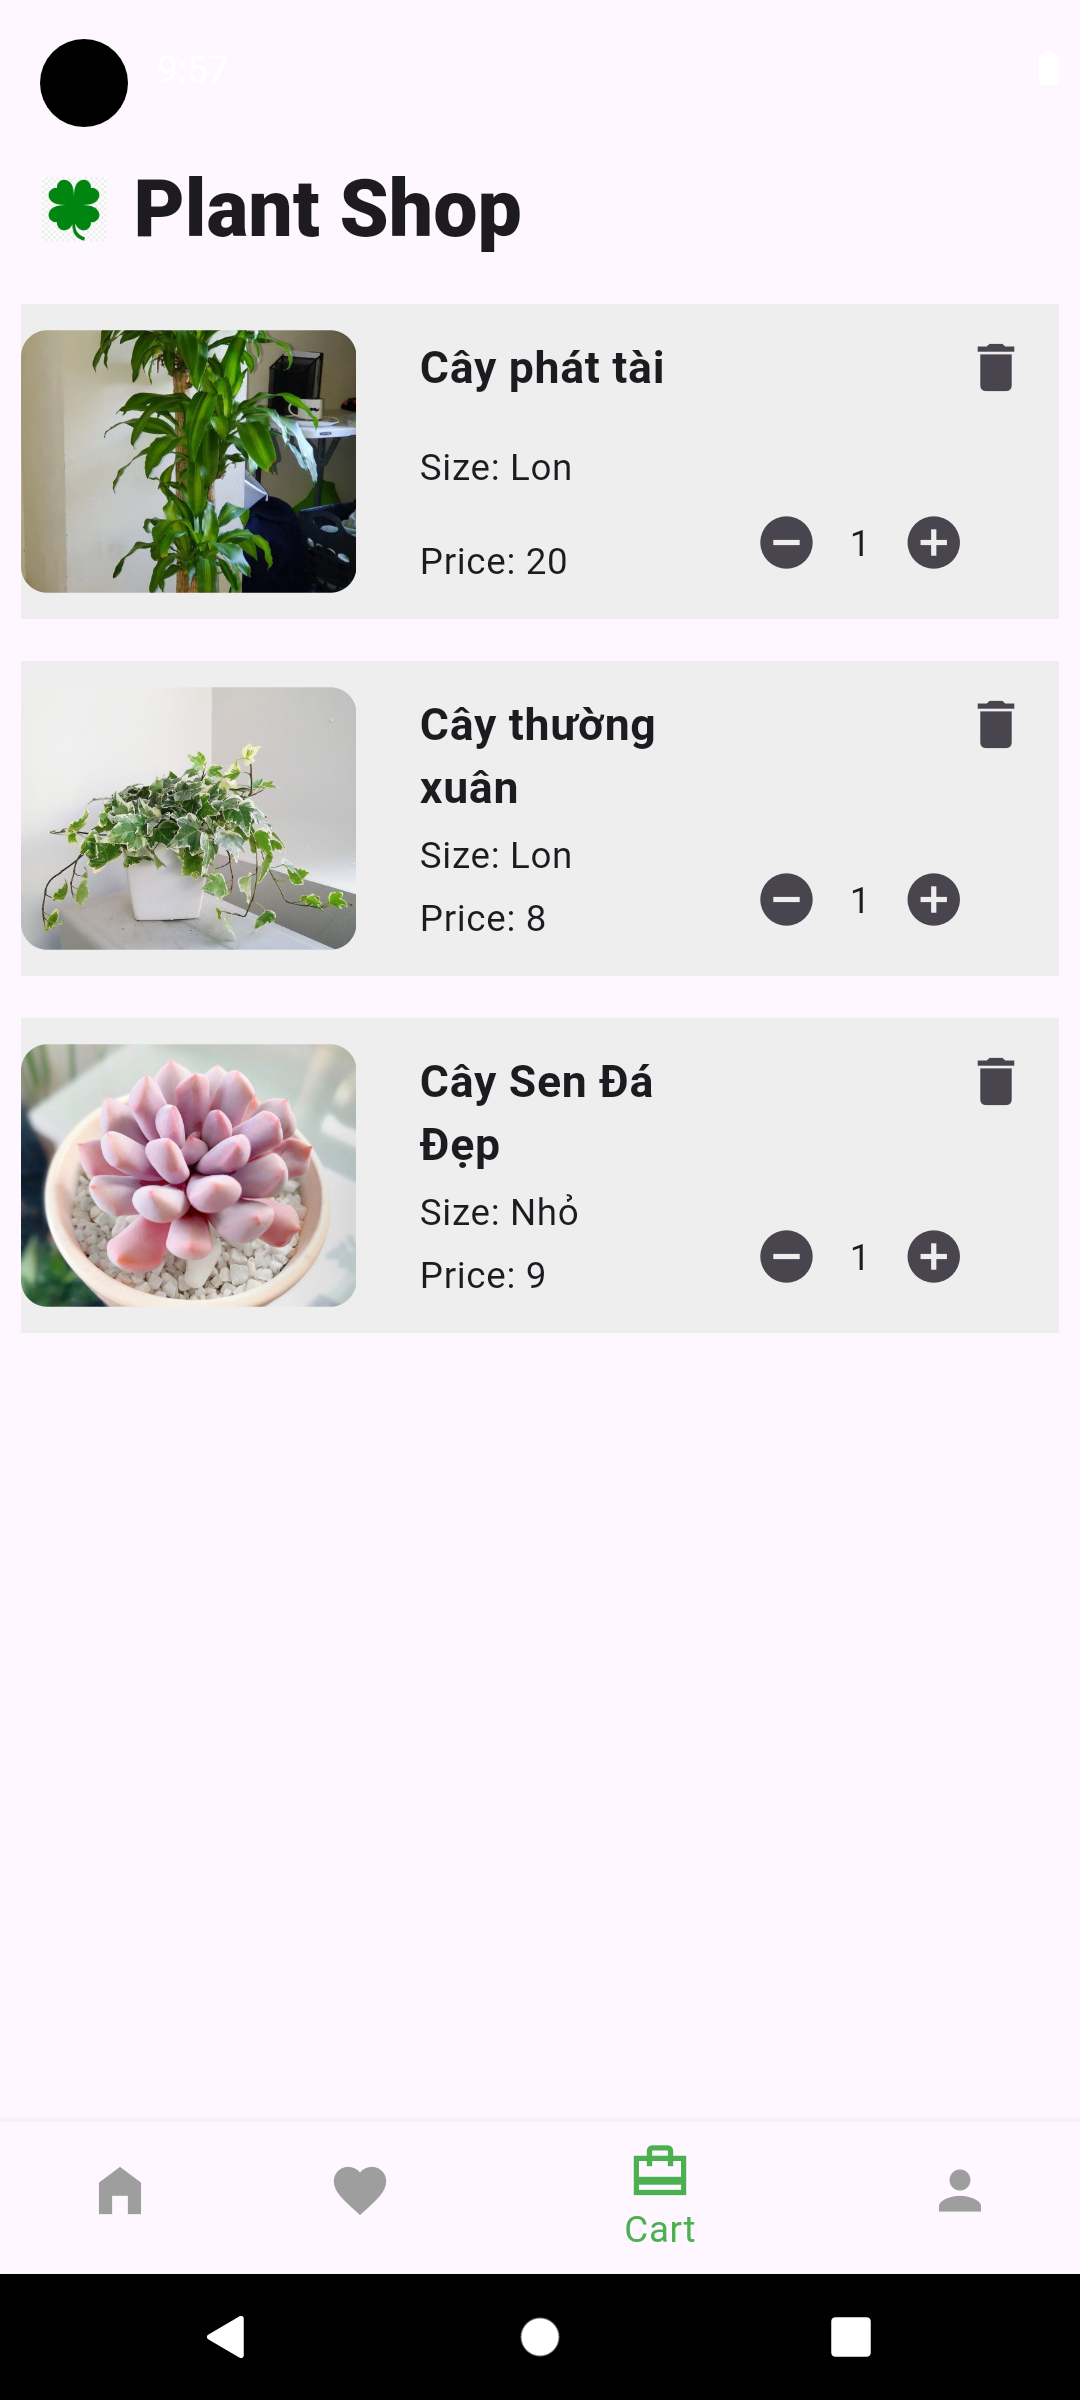 9:57
Plant Shop
Cây phát tài
Size: Lon
Price: 20
1
Cây thường
xuân
Size: Lon
Price: 8
1
Cây Sen Đá
Đẹp
Size: Nhỏ
Price: 9
1
Cart